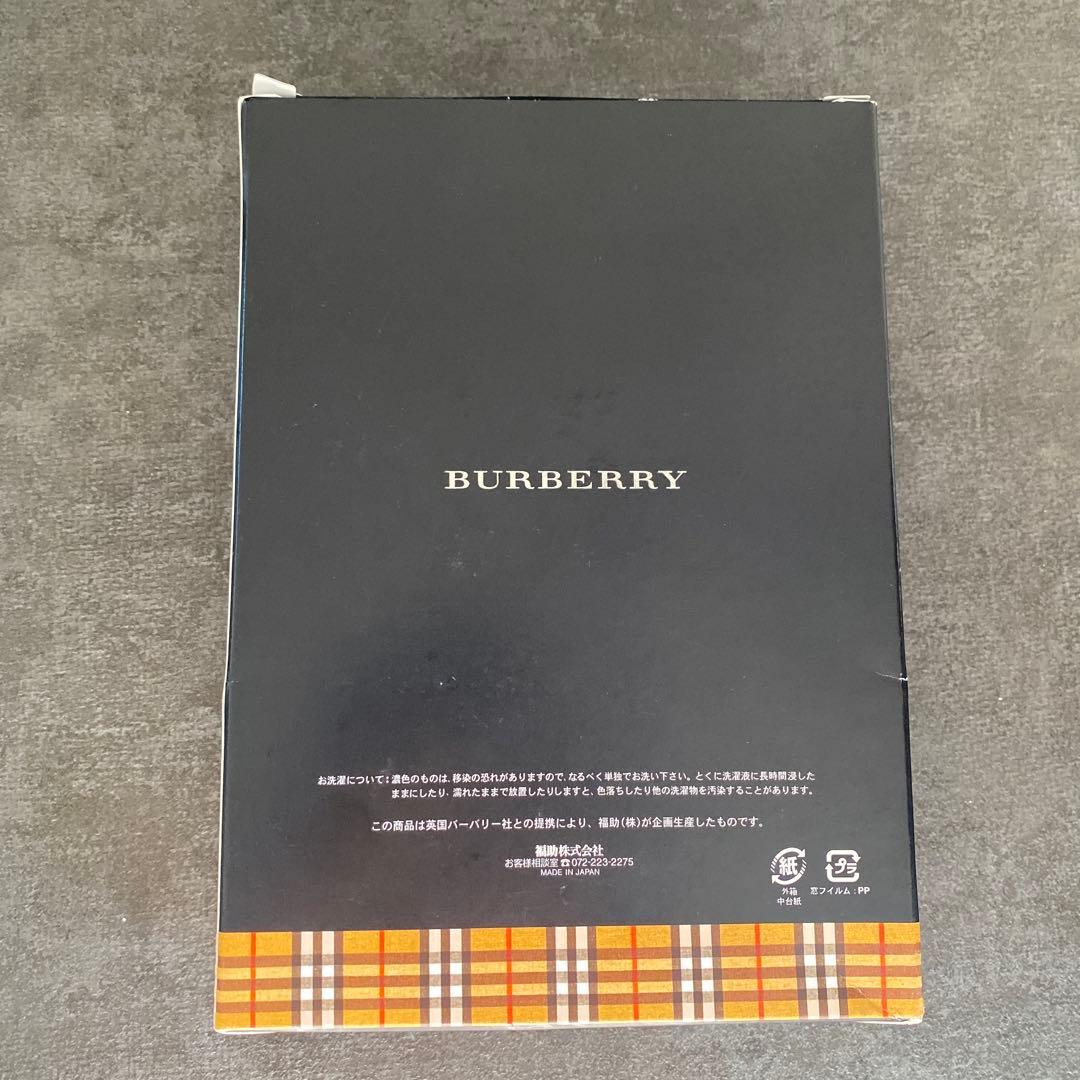 BURBERRY
お洗濯について：濃色のものは、移染の恐れがありますので、なるべく単独でお洗い下さい。とくに洗濯液に長時間浸した
ままにしたり、濡れたままで放置したりしますと、色落ちしたり他の洗濯物を汚染することがあります。
この商品は英国バーバリー社との提携により、福助(株)が企画生産したものです。
福助株式会社
お客様相談室☎072-223-2275
MADE IN JAPAN
紙
プラ
外箱
中台紙
窓フイルム：PP